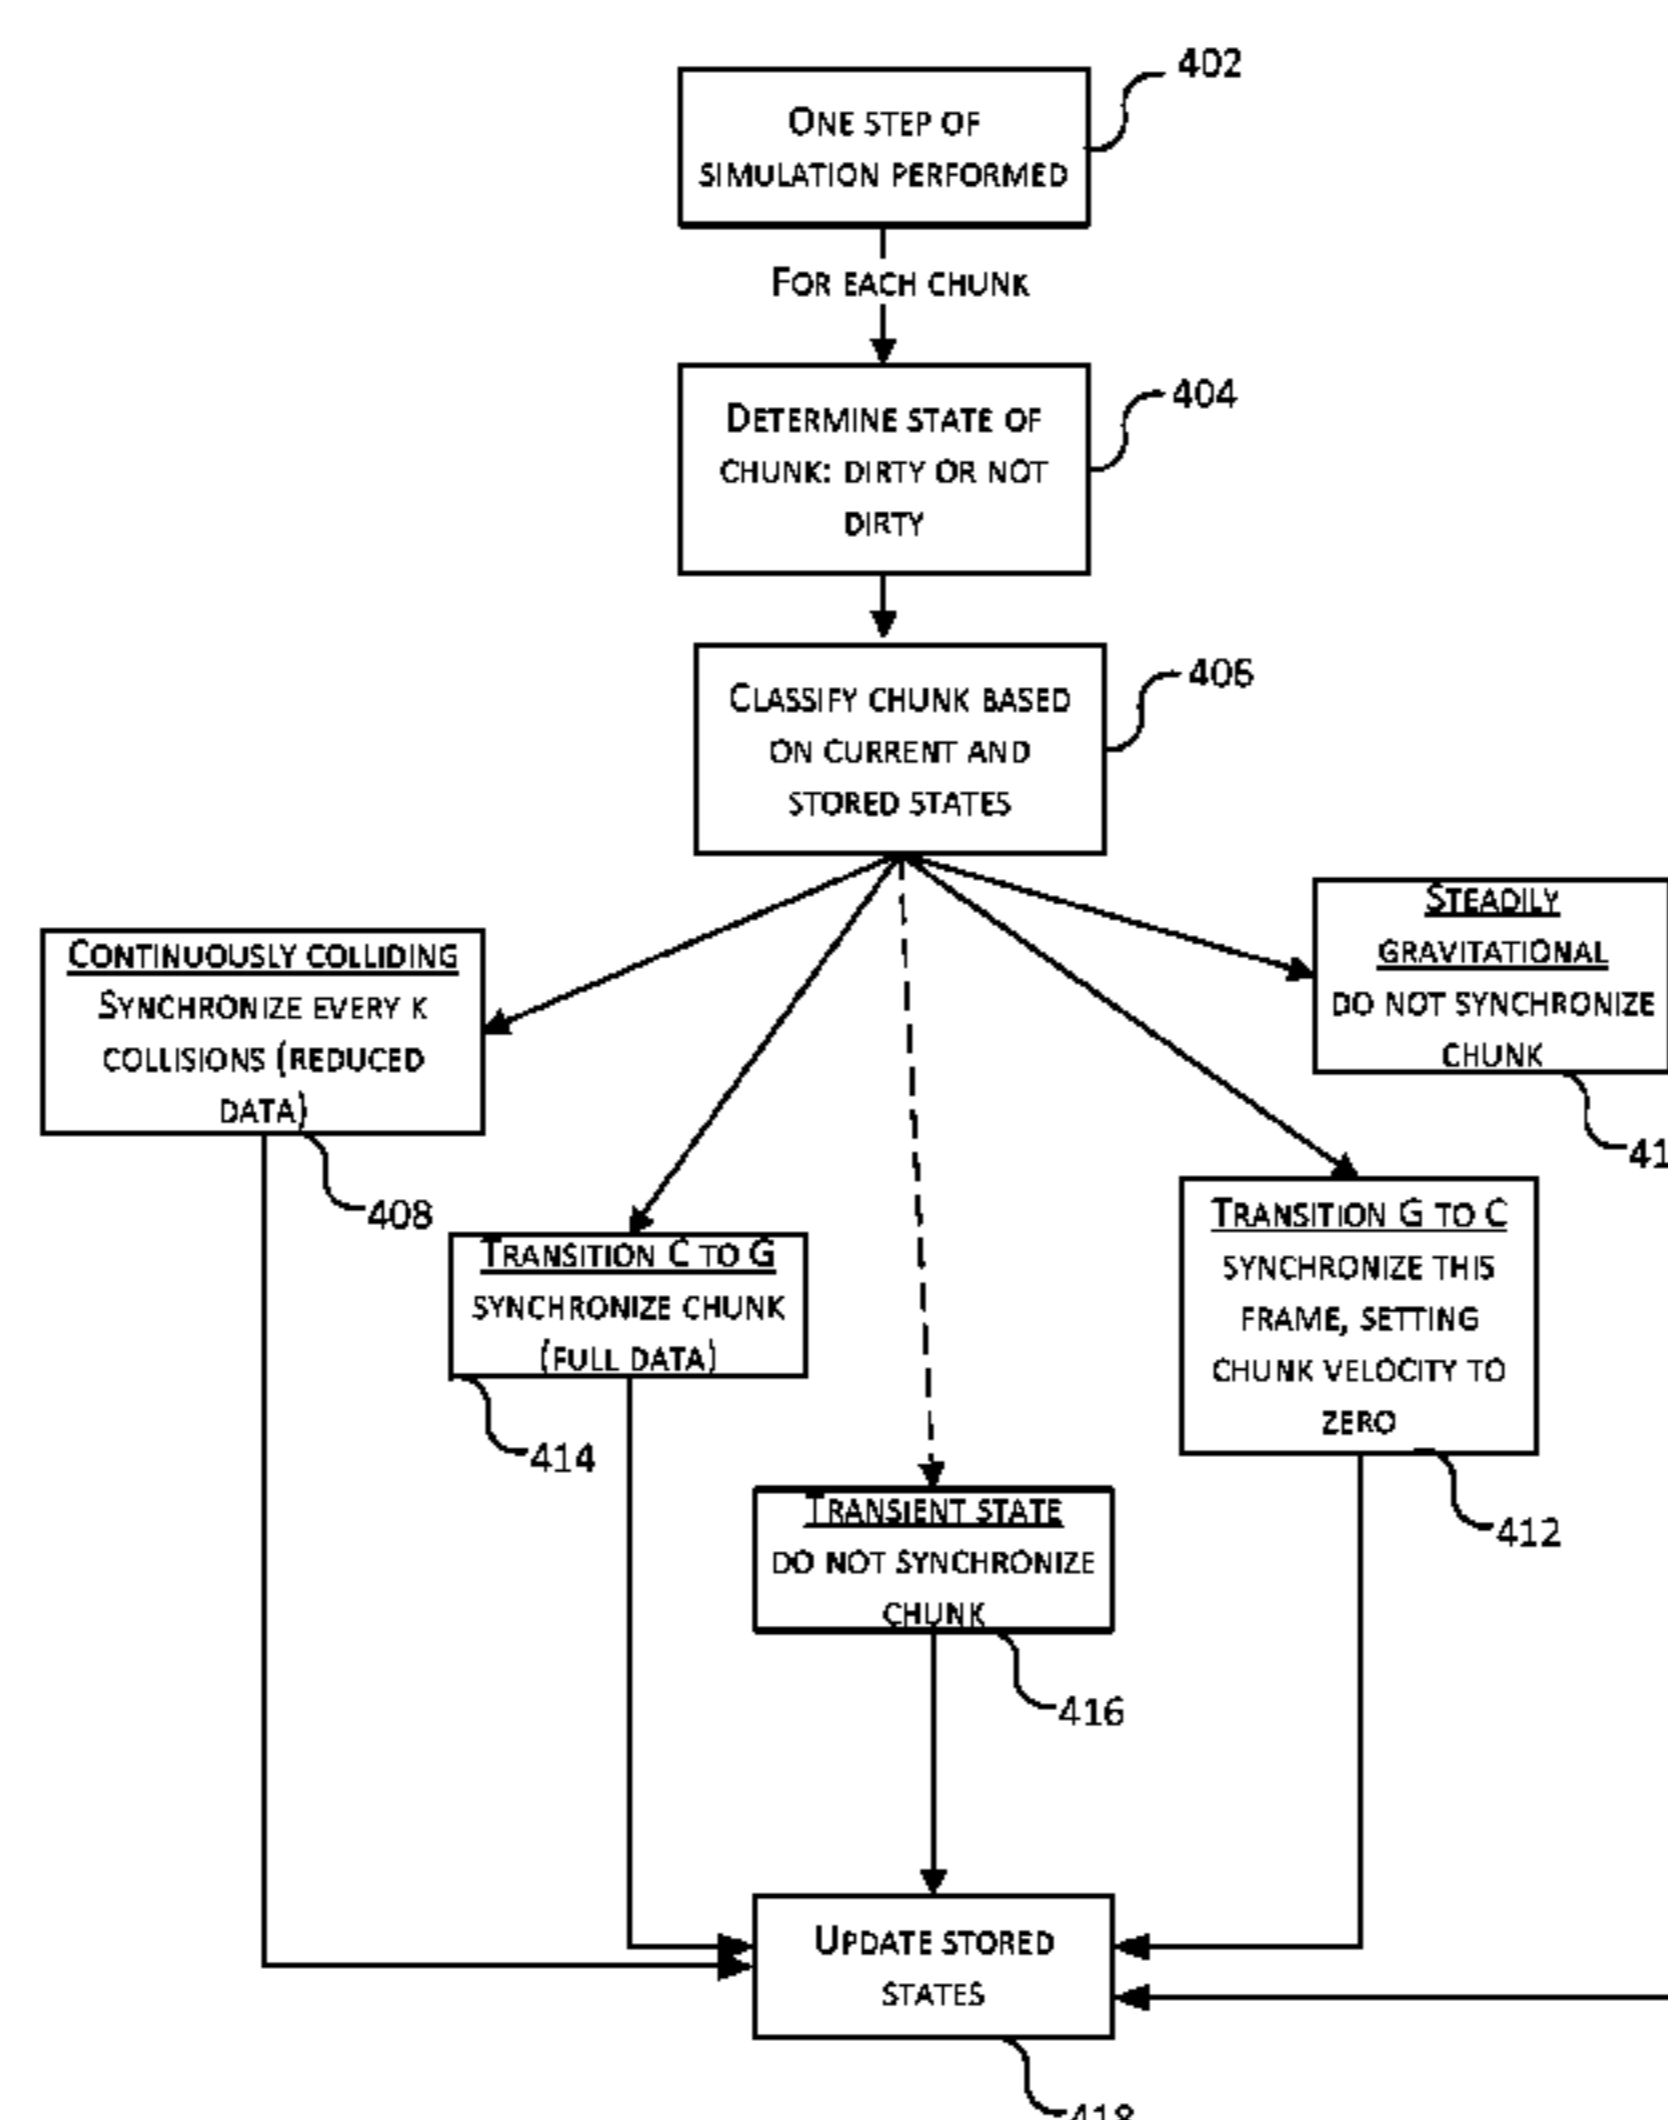 402
ONE STEP OF
SIMULATION PERFORMED
FOR EACH CHUNK
404
DETERMINE STATE OF
CHUNK: DIRTY OR NOT
DIRTY
406
CLASSIFY CHUNK BASED
ON CURRENT AND
STORED STATES
STEADILY
GRAVITATIONAL
DO NOT SYNCHRONIZE
CHUNK
CONTINUOUSLY COLLIDING
SYNCHRONIZE EVERY K
COLLISIONS (REDUCED
DATA)
408
TRANSITION C TO G
SYNCHRONIZE CHUNK
(FULL DATA)
414
TRANSITION G TO C
SYNCHRONIZE THIS
FRAME, SETTING
CHUNK VELOCITY TO
ZERO
412
TRANSIENT STATE
DO NOT SYNCHRONIZE
CHUNK
416
UPDATE STORED
STATES
418